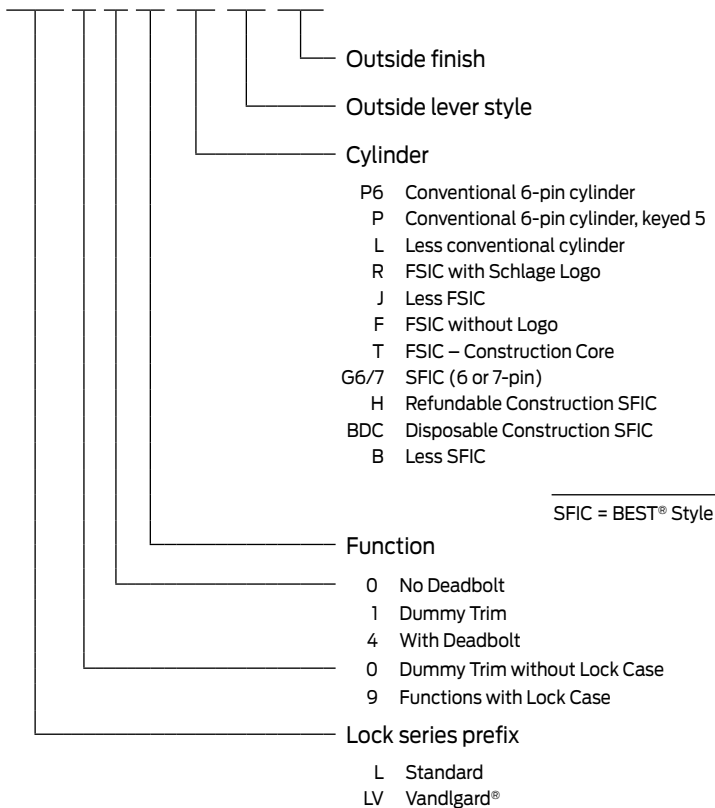 Outside finish
Outside lever style
Cylinder
P6 Conventional 6-pin cylinder
P Conventional 6-pin cylinder, keyed 5
L Less conventional cylinder
R FSIC with Schlage Logo
J Less FSIC
F FSIC without Logo
T FSIC – Construction Core
G6/7 SFIC (6 or 7-pin)
H Refundable Construction SFIC
BDC Disposable Construction SFIC
B Less SFIC
SFIC = BEST® Style
Function
0 No Deadbolt
1 Dummy Trim
4 With Deadbolt
0 Dummy Trim without Lock Case
9 Functions with Lock Case
Lock series prefix
L Standard
LV Vandlgard®